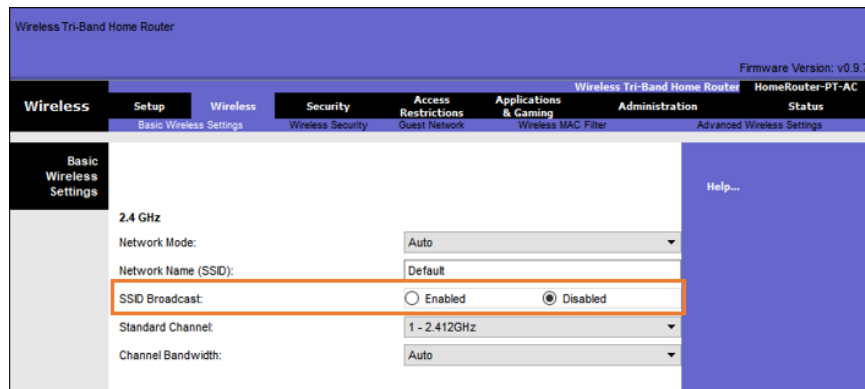 Wireless Tri-Band Home Router
Firmware Version: v0.9.7
Wireless Tri-Band Home Router HomeRouter-PT-AC
Wireless Setup Wireless Security Access Restrictions Applications & Gaming Administration Status
Basic Wireless Settings Wireless Security Guest Network Wireless MAC Filter Advanced Wireless Settings
Basic
Wireless
Settings
Help...
2.4 GHz
Network Mode: Auto
Network Name (SSID): Default
SSID Broadcast: Enabled Disabled
Standard Channel: 1 - 2.412GHz
Channel Bandwidth: Auto